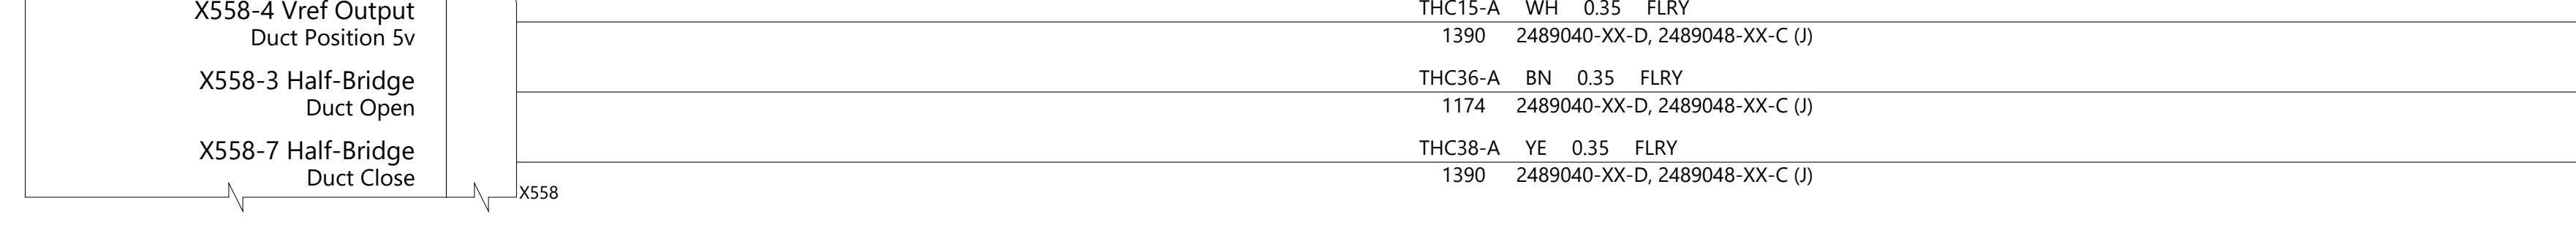 X558-4 Vref Output
Duct Position 5v
THC15-A WH 0.35 FLRY
1390 2489040-XX-D, 2489048-XX-C (J)
X558-3 Half-Bridge
Duct Open
THC36-A BN 0.35 FLRY
1174 2489040-XX-D, 2489048-XX-C (J)
X558-7 Half-Bridge
Duct Close
THC38-A YE 0.35 FLRY
1390 2489040-XX-D, 2489048-XX-C (J)
X558